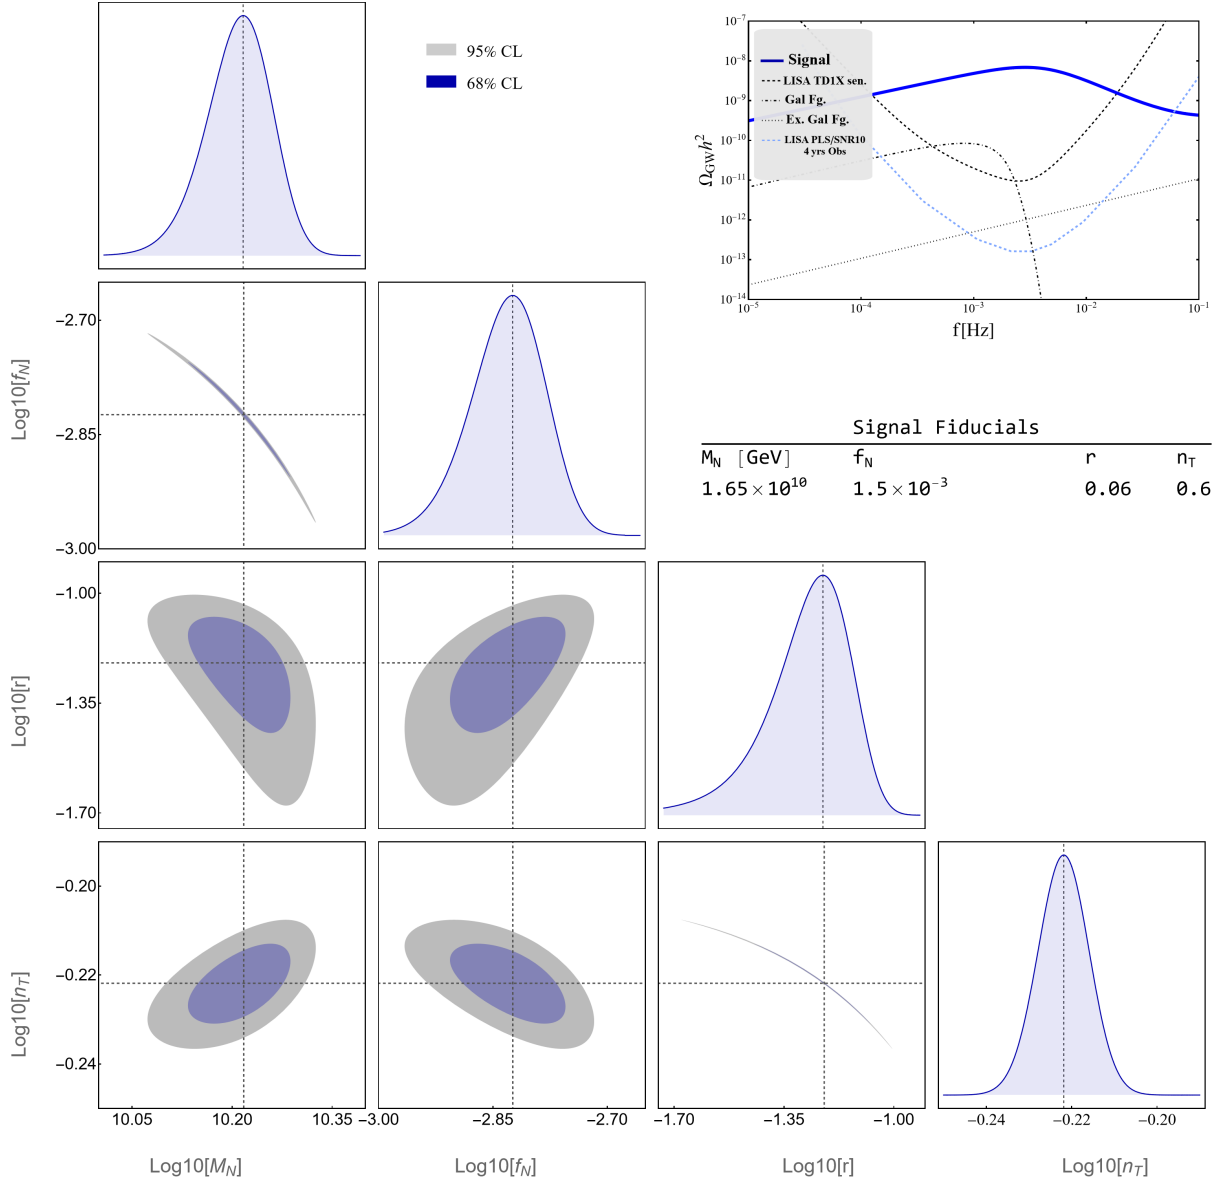 95% CL
68% CL
10⁻⁷
10⁻⁸
10⁻⁹
10⁻¹⁰
10⁻¹¹
10⁻¹²
10⁻¹³
10⁻¹⁴
Ω_GW h²
Signal
LISA TD1X sen.
Gal Fg.
Ex. Gal Fg.
LISA PLS/SNR10
4 yrs Obs
10⁻⁵ 10⁻⁴ 10⁻³ 10⁻² 10⁻¹
f[Hz]
Log10[f_N]
−2.70
−2.85
−3.00
Signal Fiducials
M_N [GeV] f_N r n_T
1.65×10¹⁰ 1.5×10⁻³ 0.06 0.6
Log10[r]
−1.00
−1.35
−1.70
Log10[n_T]
−0.20
−0.22
−0.24
10.05 10.20 10.35 −3.00 −2.85 −2.70 −1.70 −1.35 −1.00 −0.24 −0.22 −0.20
Log10[M_N] Log10[f_N] Log10[r] Log10[n_T]